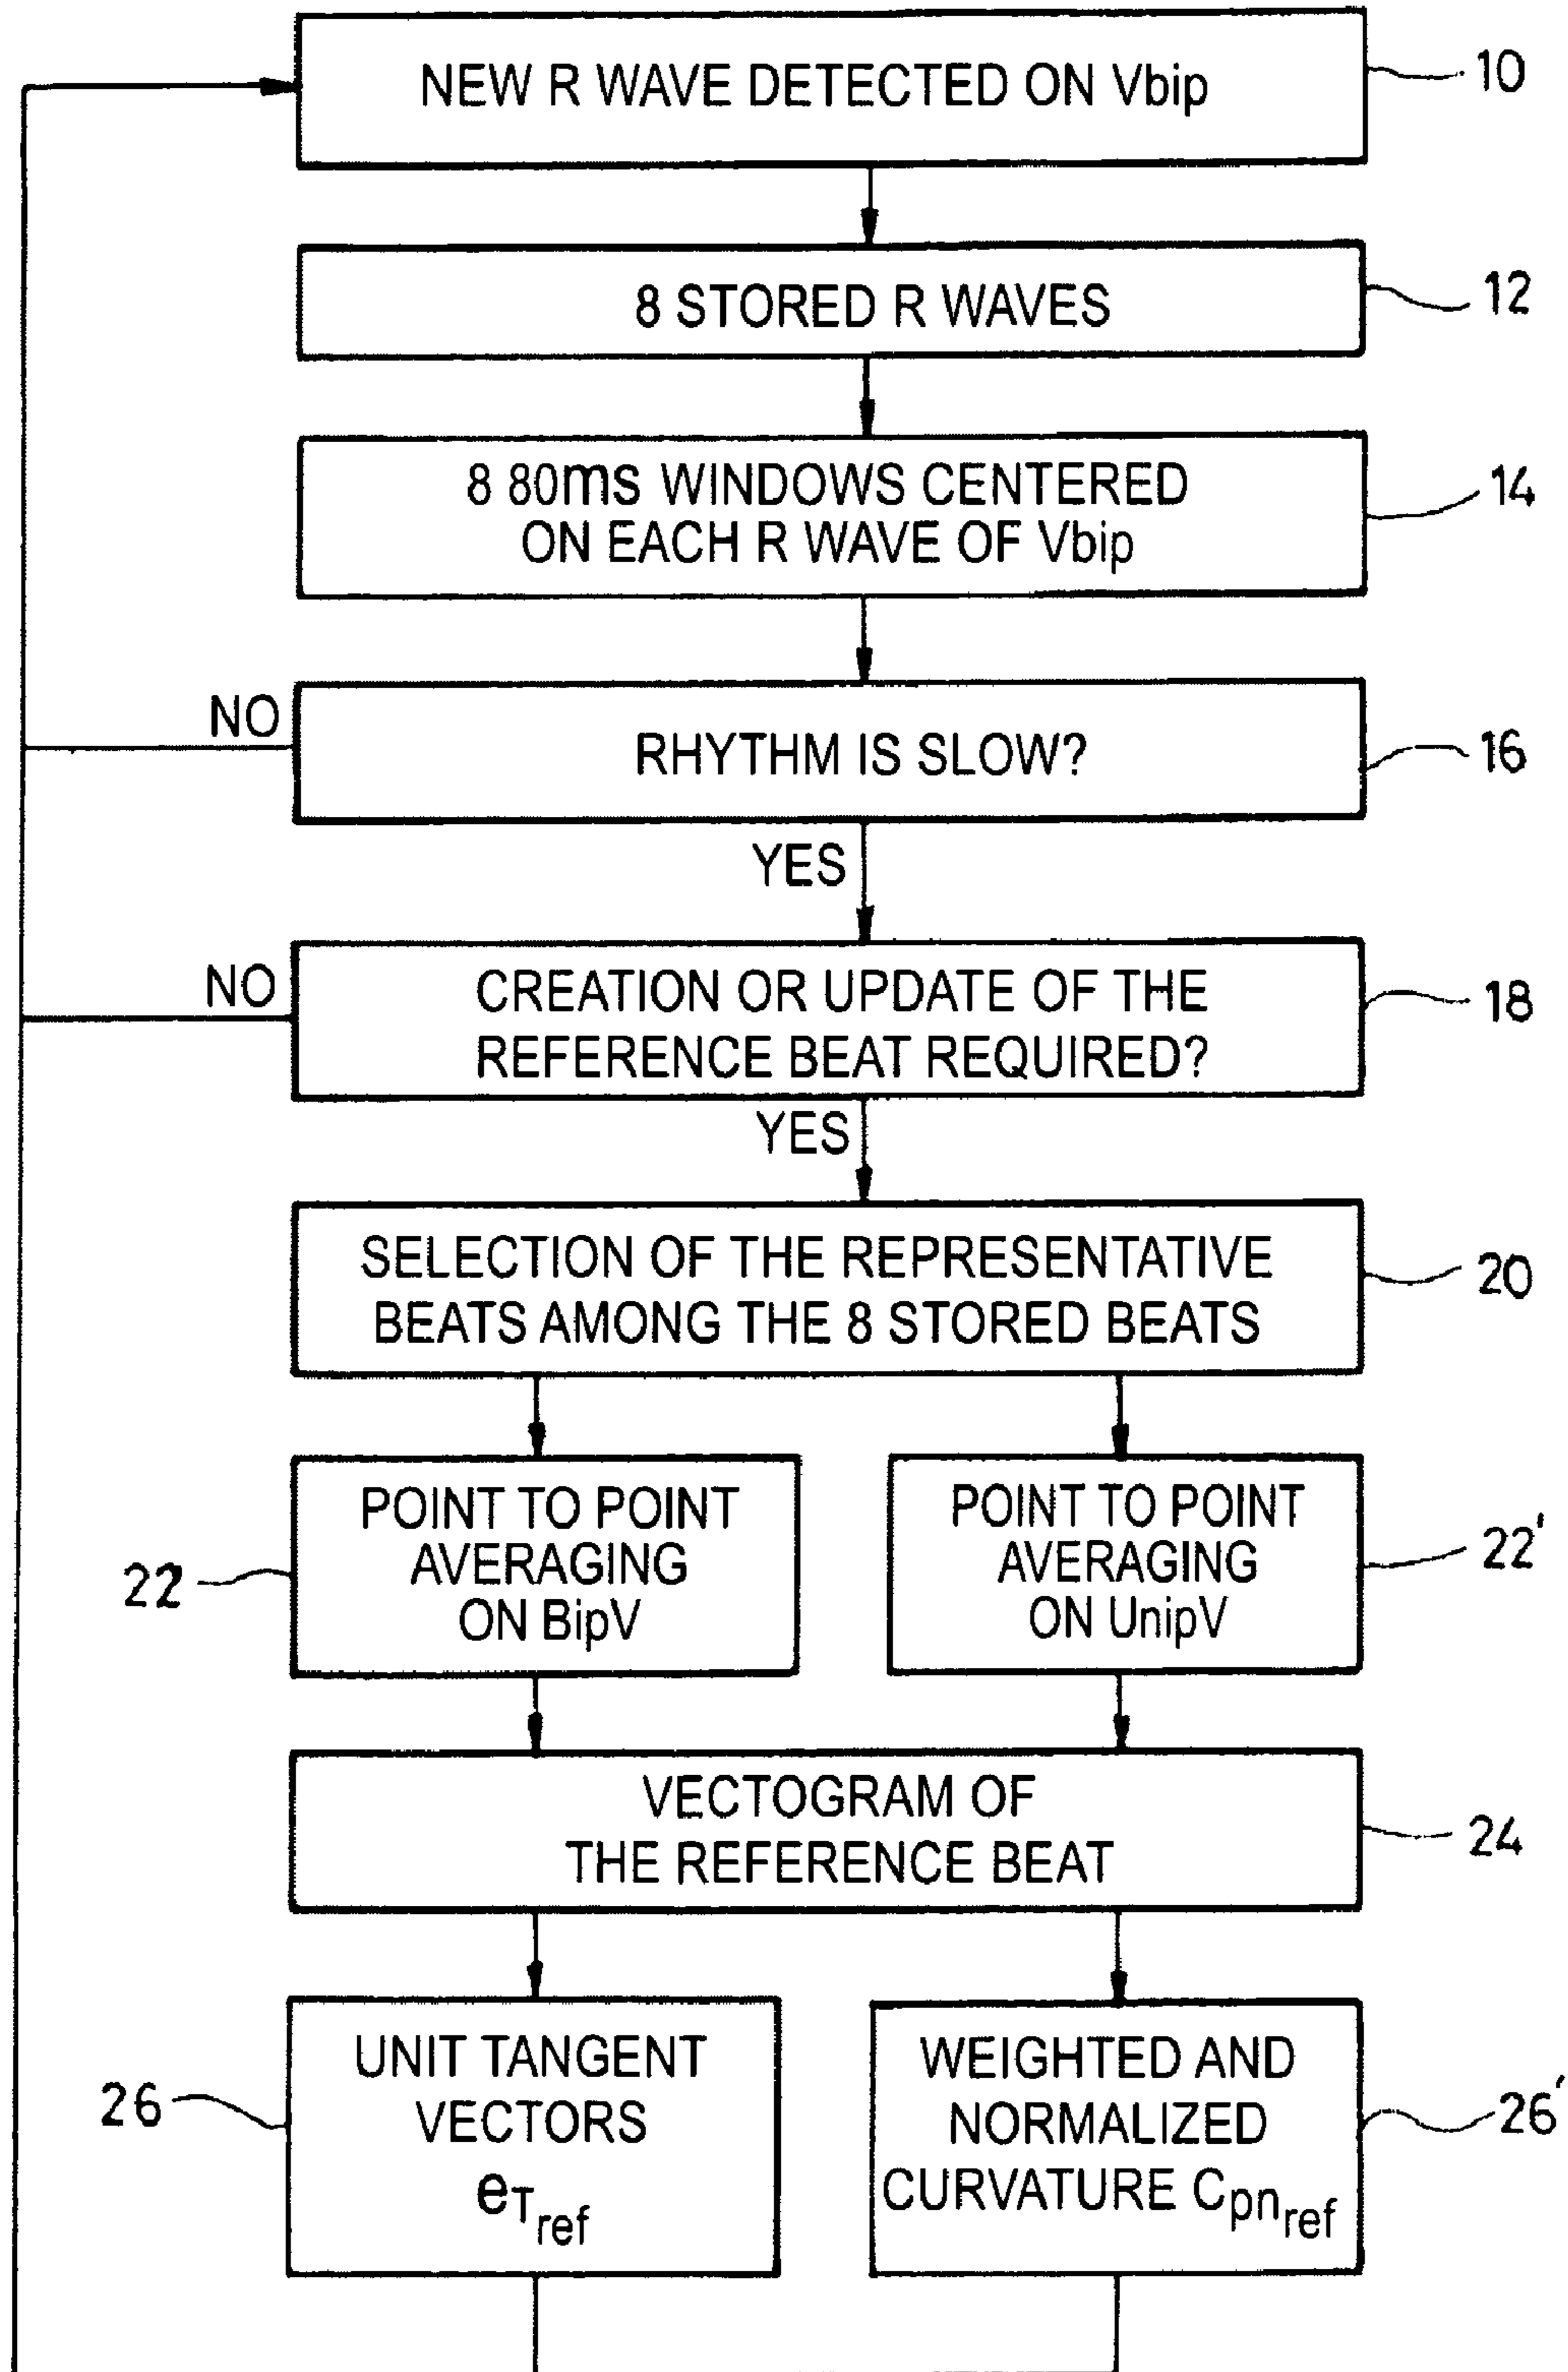 NEW R WAVE DETECTED ON Vbip
10
8 STORED R WAVES
12
8 80ms WINDOWS CENTERED
ON EACH R WAVE OF Vbip
14
NO
RHYTHM IS SLOW?
16
YES
NO
CREATION OR UPDATE OF THE
REFERENCE BEAT REQUIRED?
18
YES
SELECTION OF THE REPRESENTATIVE
BEATS AMONG THE 8 STORED BEATS
20
22
POINT TO POINT
AVERAGING
ON BipV
POINT TO POINT
AVERAGING
ON UnipV
22'
VECTOGRAM OF
THE REFERENCE BEAT
24
26
UNIT TANGENT
VECTORS
eTref
WEIGHTED AND
NORMALIZED
CURVATURE Cpnref
26'